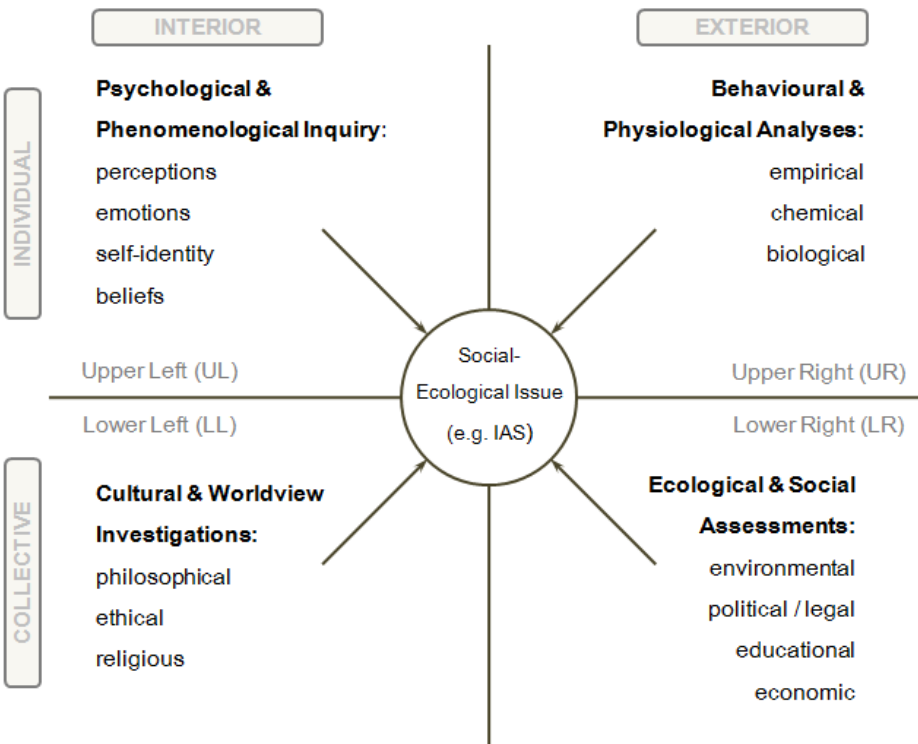 INTERIOR
EXTERIOR
INDIVIDUAL
Psychological &
Phenomenological Inquiry:
perceptions
emotions
self-identity
beliefs
Behavioural &
Physiological Analyses:
empirical
chemical
biological
Upper Left (UL)
Upper Right (UR)
Social-
Ecological Issue
(e.g. IAS)
Lower Left (LL)
Lower Right (LR)
COLLECTIVE
Cultural & Worldview
Investigations:
philosophical
ethical
religious
Ecological & Social
Assessments:
environmental
political / legal
educational
economic